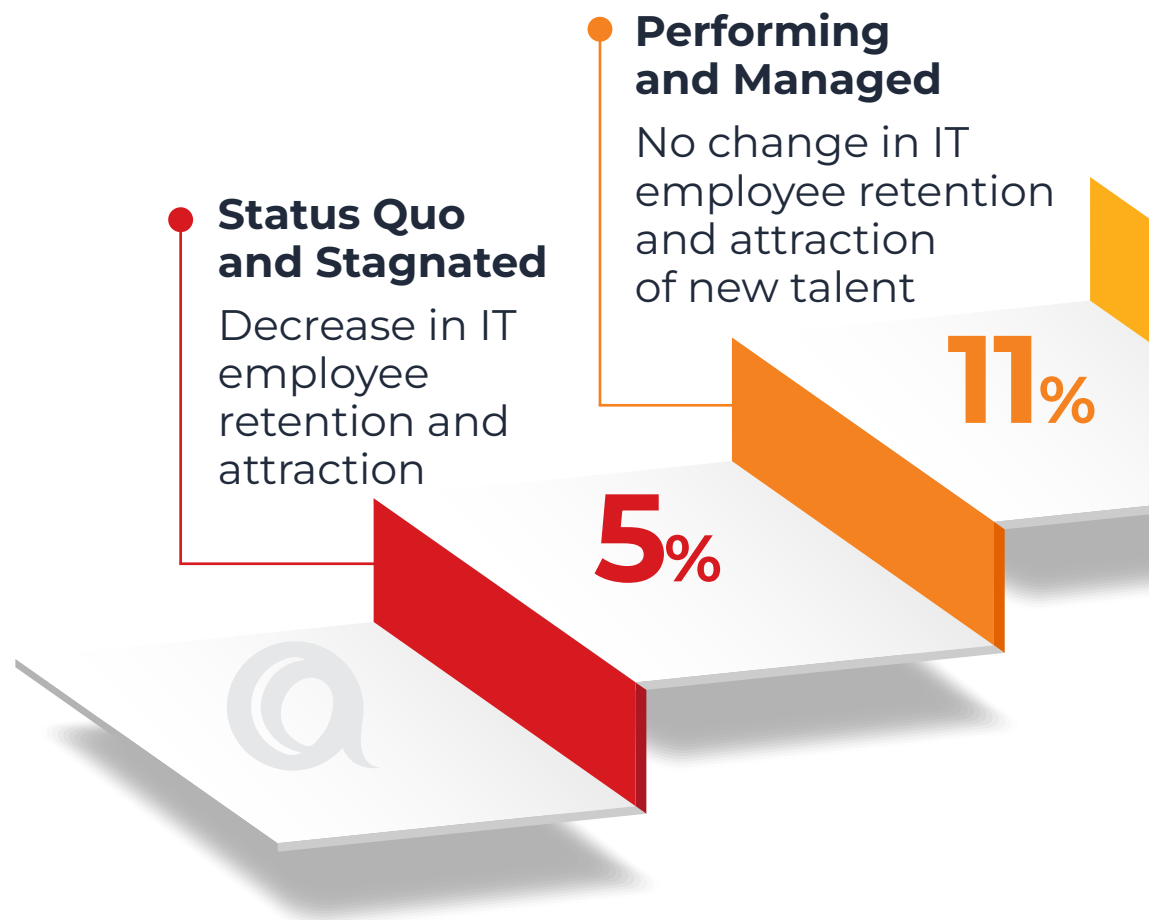 Performing
and Managed
No change in IT
employee retention
and attraction
of new talent
11%
Status Quo
and Stagnated
Decrease in IT
employee
retention and
attraction
5%